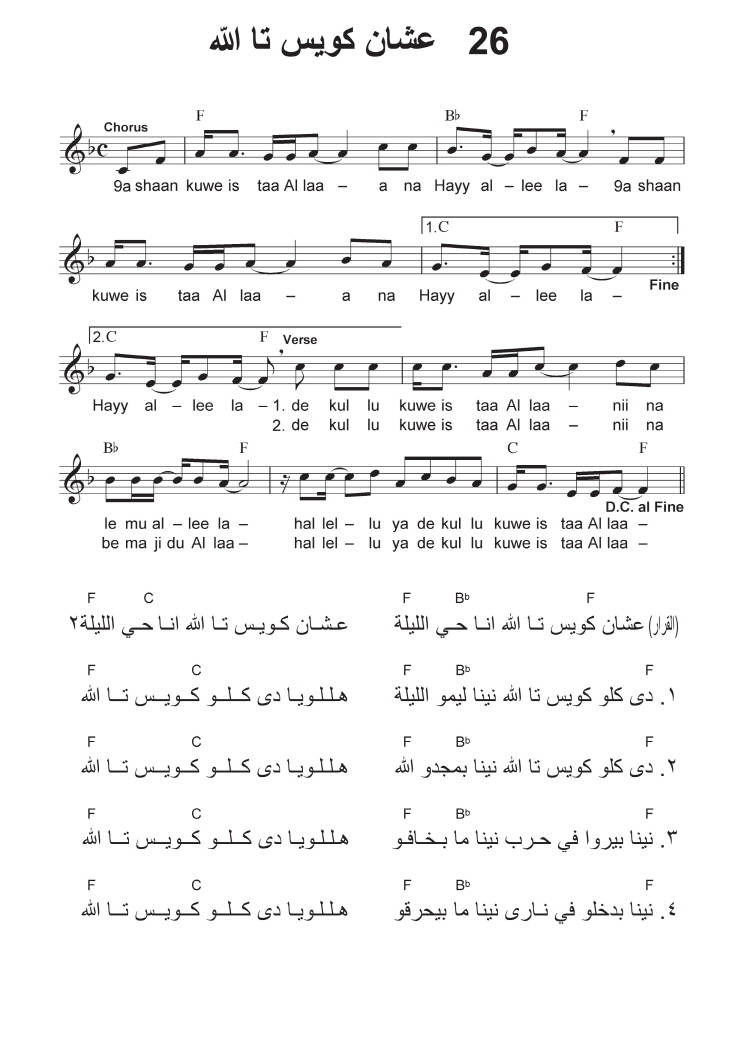 26 عشان كويس تا الله
Chorus
F B♭ F
9a shaan kuwe is taa Al laa – a na Hayy al – lee la – 9a shaan
1. C F
kuwe is taa Al laa – a na Hayy al – lee la –
Fine
2. C F Verse
Hayy al – lee la – 1. de kul lu kuwe is taa Al laa – nii na
2. de kul lu kuwe is taa Al laa – nii na
B♭ F C F
D.C. al Fine
le mu al – lee la – hal lel – lu ya de kul lu kuwe is taa Al laa –
be ma ji du Al laa – hal lel – lu ya de kul lu kuwe is taa Al laa –
F B♭ F F C
(القرار) عشان كويس تا الله انا حي الليلة عشان كويس تا الله انا حي الليلة٢
F B♭ F F C
١. دى كلو كويس تا الله نينا ليمو الليلة هللويا دى كلو كويس تا الله
F B♭ F F C
٢. دى كلو كويس تا الله نينا بمجدو الله هللويا دى كلو كويس تا الله
F B♭ F F C
٣. نينا بيروا في حرب نينا ما بخافو هللويا دى كلو كويس تا الله
F B♭ F F C
٤. نينا بدخلو في نارى نينا ما بيحرقو هللويا دى كلو كويس تا الله